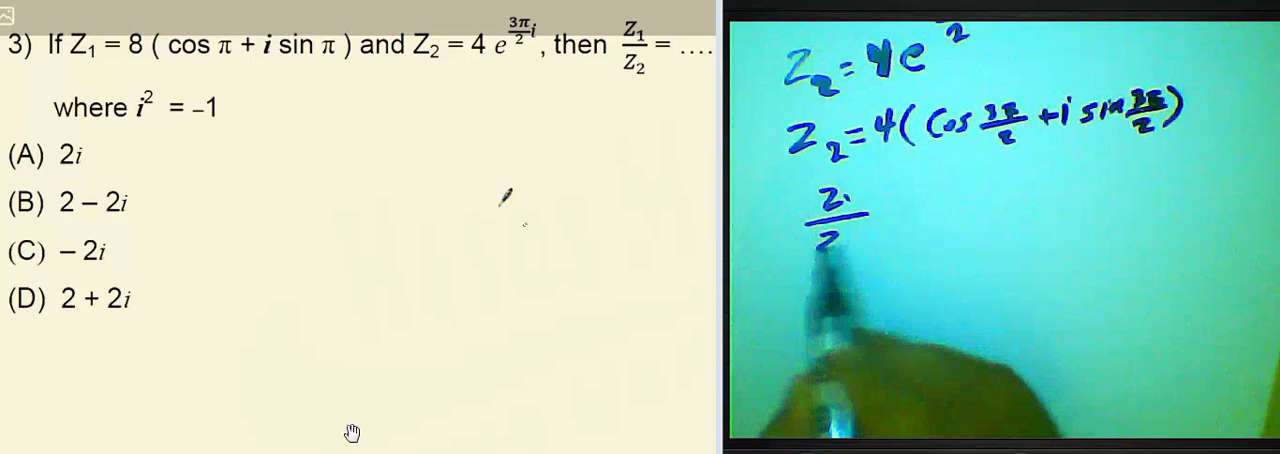 3) If Z₁ = 8 ( cos π + i sin π ) and Z₂ = 4 e^(3π/2 i) , then Z₁/Z₂ = ....
where i² = –1
(A) 2i
(B) 2 – 2i
(C) – 2i
(D) 2 + 2i
Z₂ = 4e 2
Z₂ = 4( Cos 3π/2 + i sin 3π/2 )
Z₁/Z